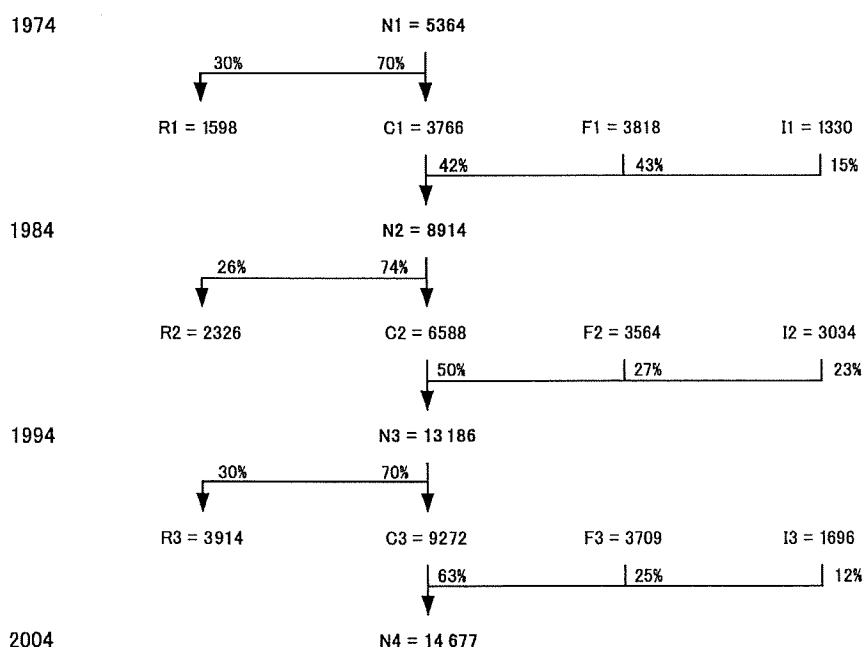 1974 N1 = 5364
30% 70%
R1 = 1598 C1 = 3766 F1 = 3818 I1 = 1330
42% 43% 15%
1984 N2 = 8914
26% 74%
R2 = 2326 C2 = 6588 F2 = 3564 I2 = 3034
50% 27% 23%
1994 N3 = 13 186
30% 70%
R3 = 3914 C3 = 9272 F3 = 3709 I3 = 1696
63% 25% 12%
2004 N4 = 14 677